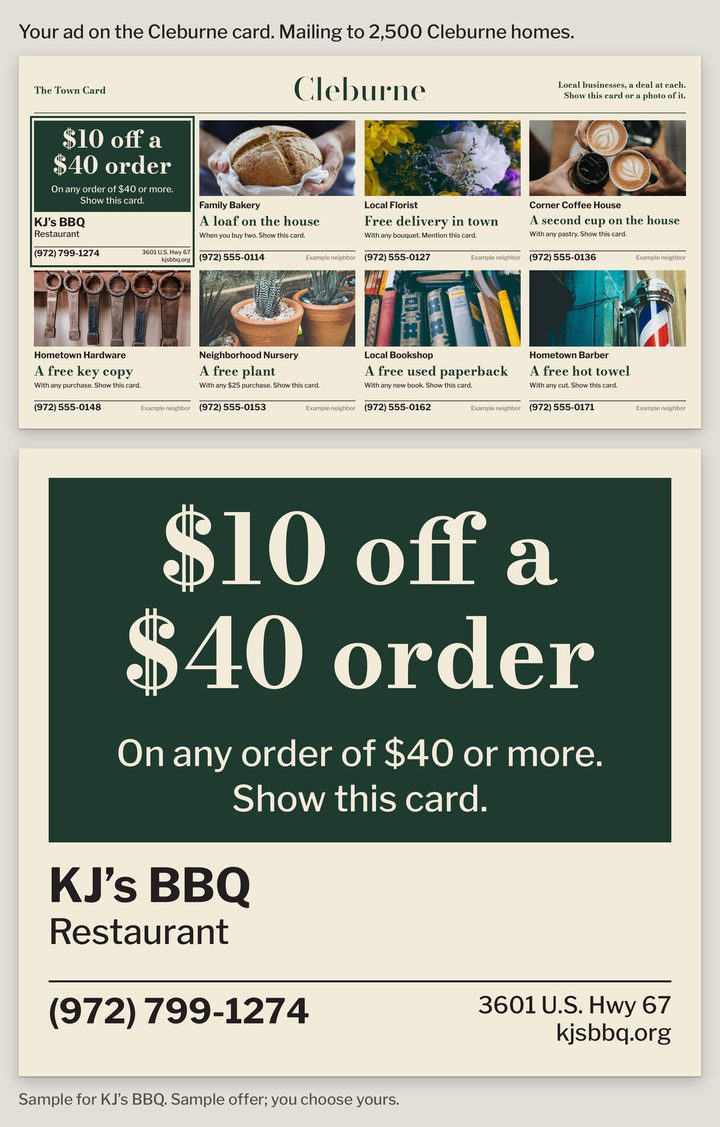 Your ad on the Cleburne card. Mailing to 2,500 Cleburne homes.
The Town Card
Cleburne
Local businesses, a deal at each.
Show this card or a photo of it.
$10 off a
$40 order
On any order of $40 or more.
Show this card.
KJ's BBQ
Restaurant
(972) 799-1274
3601 U.S. Hwy 67
kjsbbq.org
Family Bakery
A loaf on the house
When you buy two. Show this card.
(972) 555-0114
Example neighbor
Local Florist
Free delivery in town
With any bouquet. Mention this card.
(972) 555-0127
Example neighbor
Corner Coffee House
A second cup on the house
With any pastry. Show this card.
(972) 555-0136
Example neighbor
Hometown Hardware
A free key copy
With any purchase. Show this card.
(972) 555-0148
Example neighbor
Neighborhood Nursery
A free plant
With any $25 purchase. Show this card.
(972) 555-0153
Example neighbor
Local Bookshop
A free used paperback
With any new book. Show this card.
(972) 555-0162
Example neighbor
Hometown Barber
A free hot towel
With any cut. Show this card.
(972) 555-0171
Example neighbor
$10 off a
$40 order
On any order of $40 or more.
Show this card.
KJ's BBQ
Restaurant
(972) 799-1274
3601 U.S. Hwy 67
kjsbbq.org
Sample for KJ's BBQ. Sample offer; you choose yours.